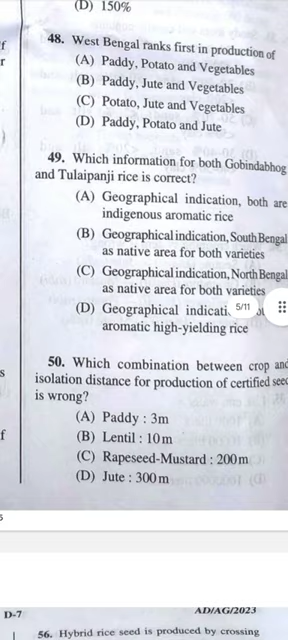 (D) 150%
48. West Bengal ranks first in production of
(A) Paddy, Potato and Vegetables
(B) Paddy, Jute and Vegetables
(C) Potato, Jute and Vegetables
(D) Paddy, Potato and Jute
49. Which information for both Gobindabhog
and Tulaipanji rice is correct?
(A) Geographical indication, both are
indigenous aromatic rice
(B) Geographical indication, South Bengal
as native area for both varieties
(C) Geographical indication, North Bengal
as native area for both varieties
(D) Geographical
5/11
aromatic high-yielding rice
50. Which combination between crop and
isolation distance for production of certified seed
is wrong?
(A) Paddy : 3m
(B) Lentil : 10m
(C) Rapeseed-Mustard : 200m
(D) Jute : 300m
D-7
AD/AG/2023
56. Hybrid rice seed is produced by crossing